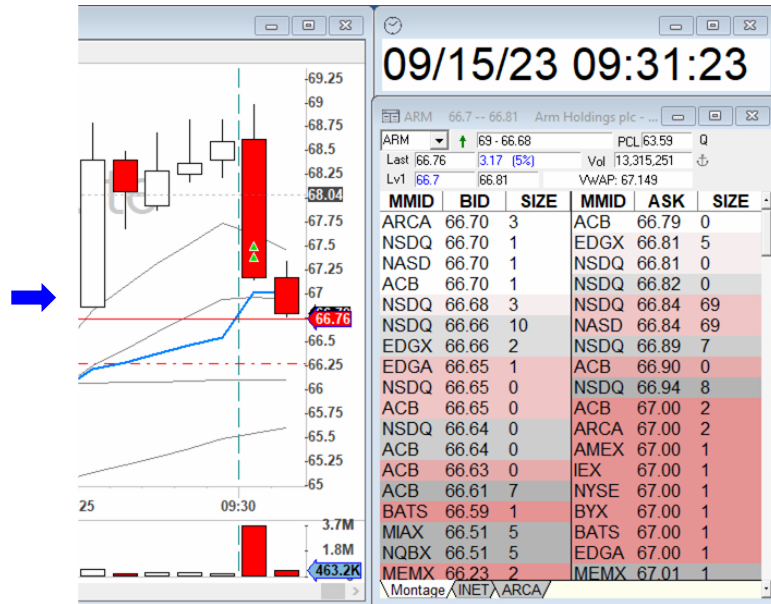 69.25
69
68.75
68.5
68.25
68.04
67.75
67.5
67.25
67
66.76
66.5
66.25
66
65.75
65.5
65.25
65
25 09:30
3.7M
1.8M
463.2K
09/15/23 09:31:23
ARM 66.7 -- 66.81 Arm Holdings plc - ...
ARM 69 - 66.68 PCL 63.59 Q
Last 66.76 3.17 (5%) Vol 13,315,251
Lv1 66.7 66.81 VWAP: 67.149
MMID BID SIZE MMID ASK SIZE
ARCA 66.70 3 ACB 66.79 0
NSDQ 66.70 1 EDGX 66.81 5
NASD 66.70 1 NSDQ 66.81 0
ACB 66.70 1 NSDQ 66.82 0
NSDQ 66.68 3 NSDQ 66.84 69
NSDQ 66.66 10 NASD 66.84 69
EDGX 66.66 2 NSDQ 66.89 7
EDGA 66.65 1 ACB 66.90 0
NSDQ 66.65 0 NSDQ 66.94 8
ACB 66.65 0 ACB 67.00 2
NSDQ 66.64 0 ARCA 67.00 2
ACB 66.64 0 AMEX 67.00 1
ACB 66.63 0 IEX 67.00 1
ACB 66.61 7 NYSE 67.00 1
BATS 66.59 1 BYX 67.00 1
MIAX 66.51 5 BATS 67.00 1
NQBX 66.51 5 EDGA 67.00 1
MEMX 66.23 2 MEMX 67.01 1
Montage INET ARCA